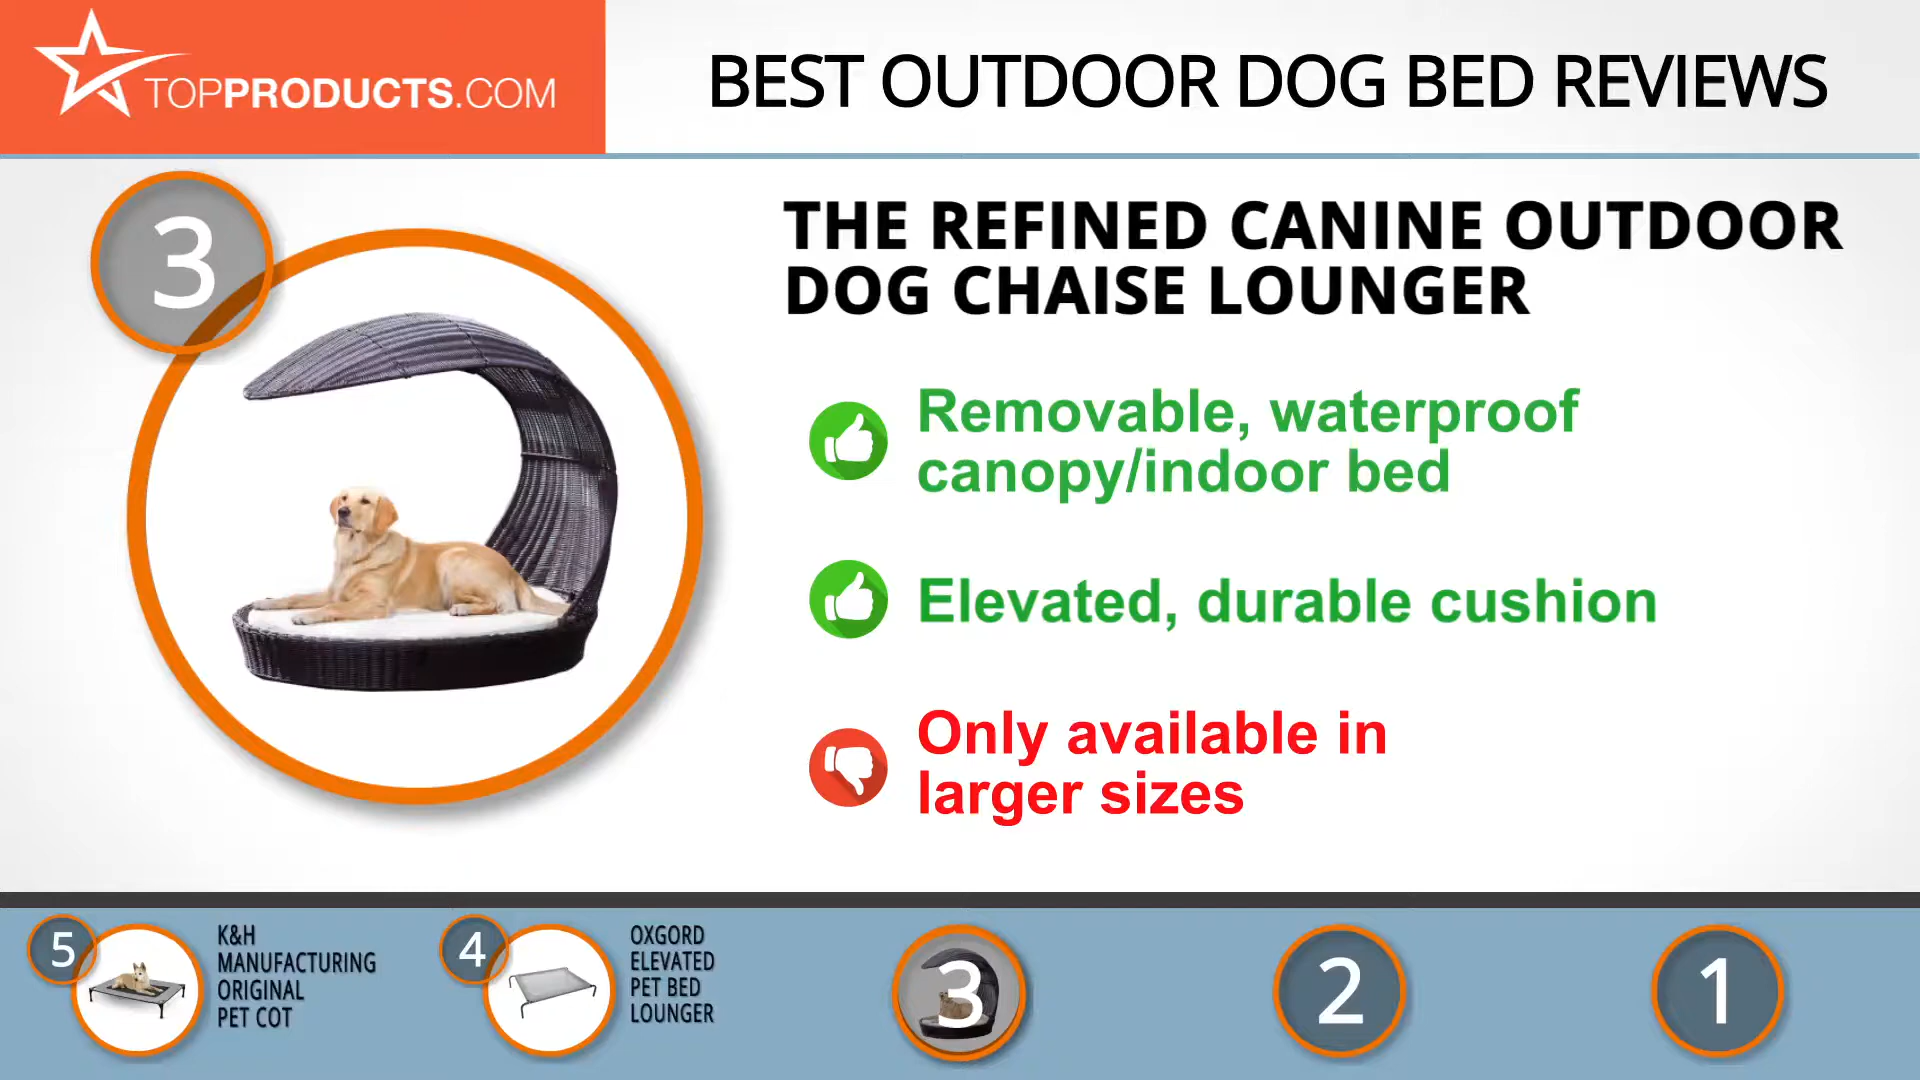 TOPPRODUCTS.COM
BEST OUTDOOR DOG BED REVIEWS
3
THE REFINED CANINE OUTDOOR
DOG CHAISE LOUNGER
Removable, waterproof
canopy/indoor bed
Elevated, durable cushion
Only available in
larger sizes
5
K&H
MANUFACTURING
ORIGINAL
PET COT
4
OXGORD
ELEVATED
PET BED
LOUNGER
3
2
1